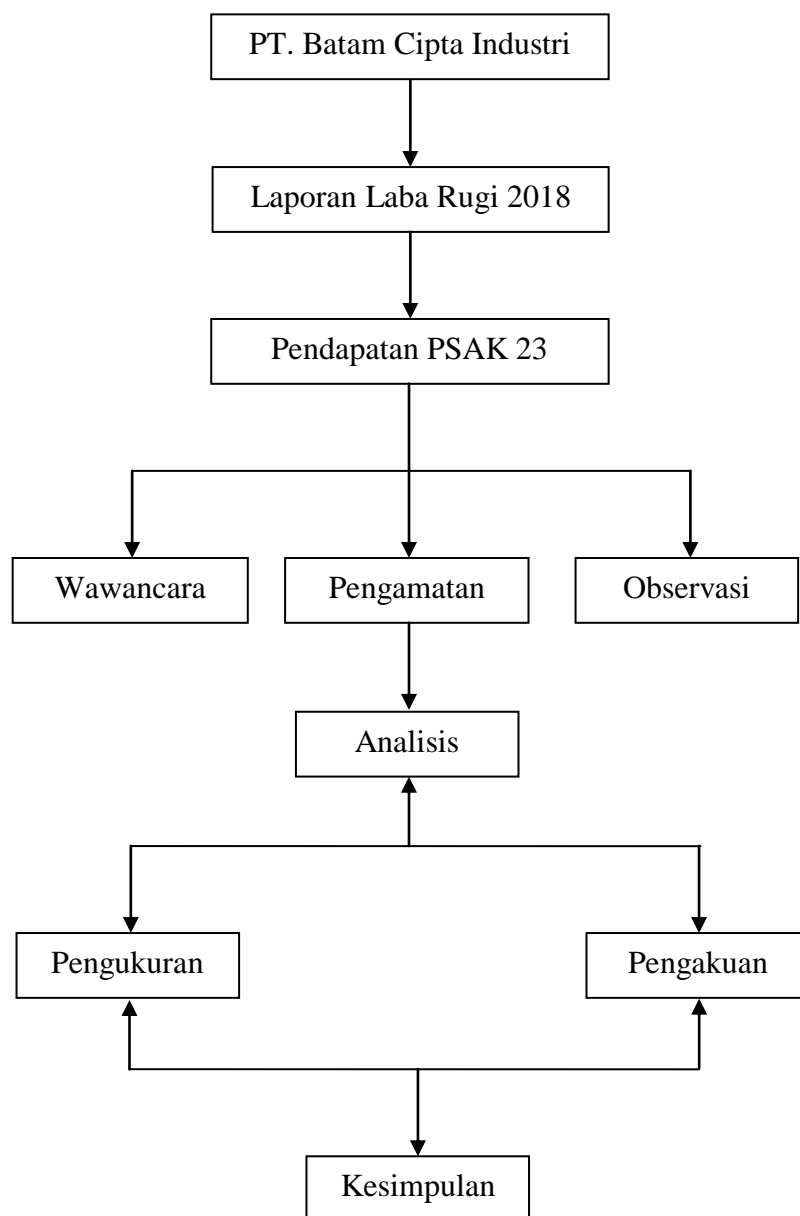 PT. Batam Cipta Industri
Laporan Laba Rugi 2018
Pendapatan PSAK 23
Wawancara
Pengamatan
Observasi
Analisis
Pengukuran
Pengakuan
Kesimpulan